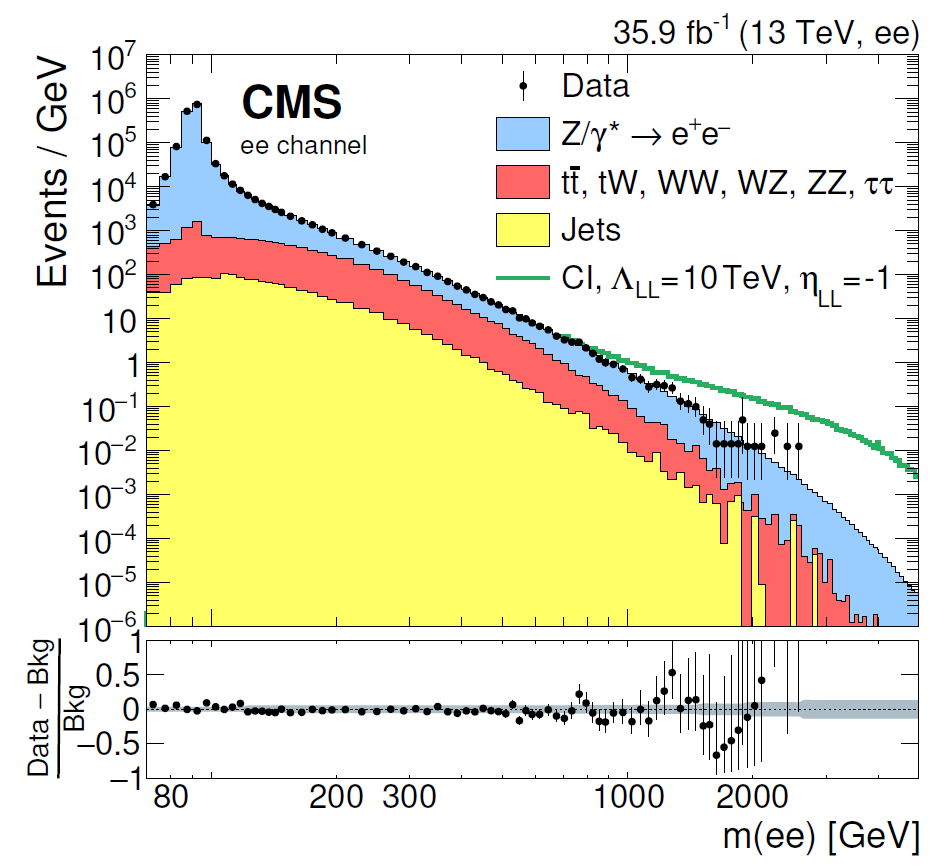 35.9 fb⁻¹ (13 TeV, ee)
Events / GeV
10⁷
10⁶
10⁵
10⁴
10³
10²
10
1
10⁻¹
10⁻²
10⁻³
10⁻⁴
10⁻⁵
10⁻⁶
CMS
ee channel
Data
Z/γ* → e⁺e⁻
tt̄, tW, WW, WZ, ZZ, ττ
Jets
CI, Λ_LL=10 TeV, η_LL=-1
Data − Bkg
Bkg
1
0.5
0
−0.5
−1
80 200 300 1000 2000
m(ee) [GeV]